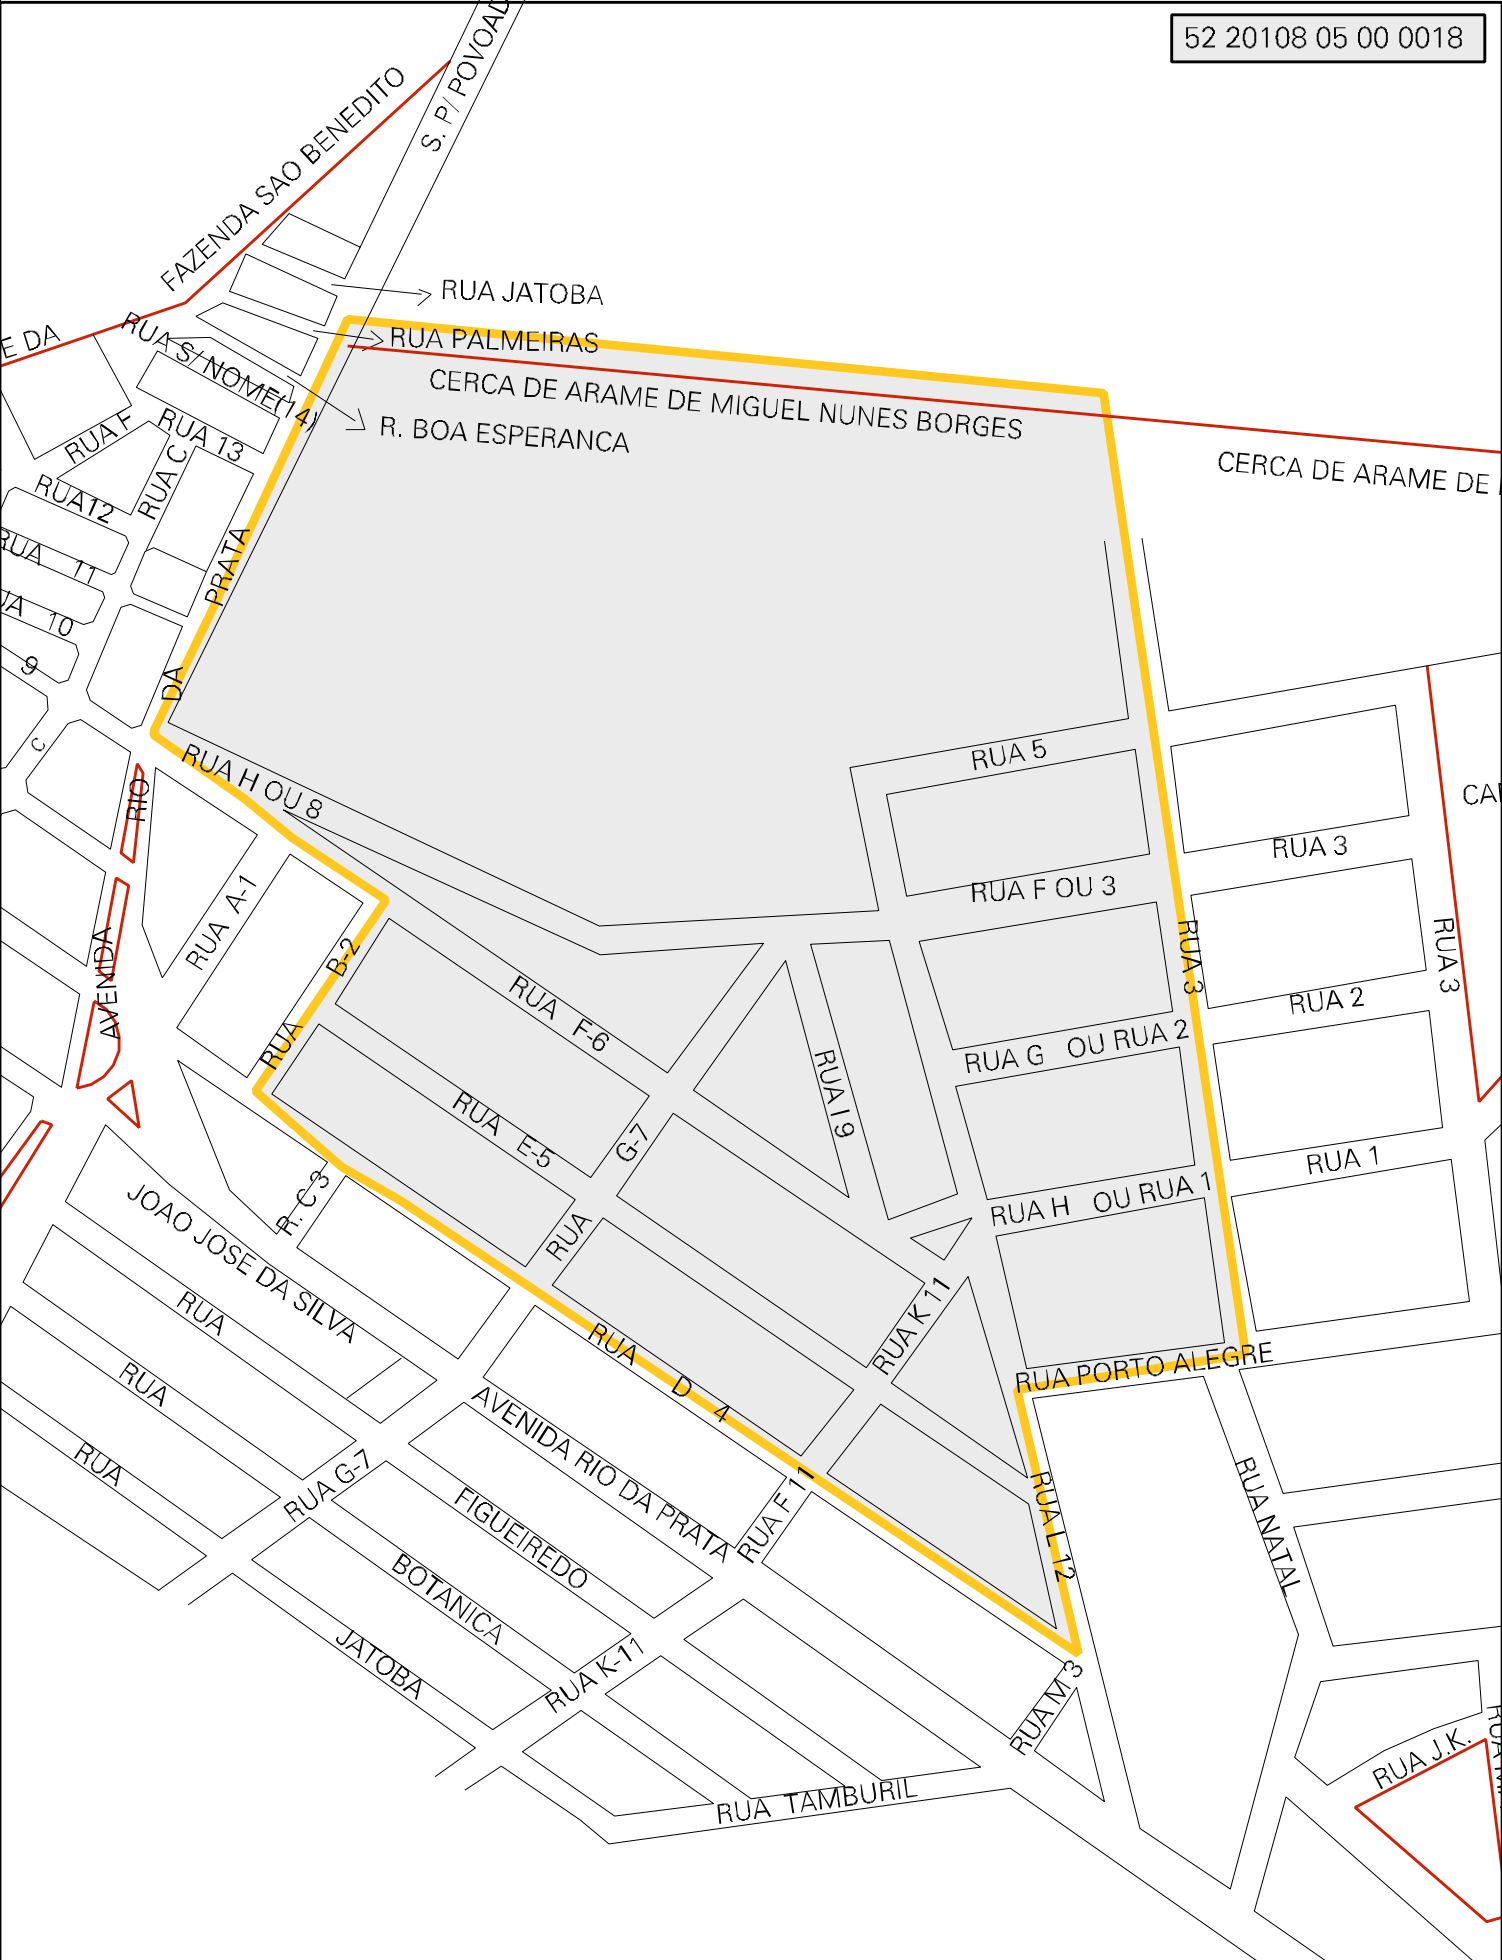 52 20108 05 00 0018
S. P/ POVOAD
FAZENDA SAO BENEDITO
RUA JATOBA
E DA
RUA S/ NOME(14)
RUA PALMEIRAS
CERCA DE ARAME DE MIGUEL NUNES BORGES
R. BOA ESPERANCA
RUA F
RUA 13
RUA C
CERCA DE ARAME DE
RUA12
RUA 11
UA 10
9
C
AVENIDA RIO DA PRATA
RUA H OU 8
RUA 5
CA
RUA 3
RUA F OU 3
RUA A-1
RUA B-2
RUA 3
RUA 3
RUA F-6
RUA 2
RUA G OU RUA 2
RUA I 9
RUA E-5
RUA G-7
RUA 1
R. C 3
RUA H OU RUA 1
JOAO JOSE DA SILVA
RUA K 11
RUA
RUA D 4
RUA PORTO ALEGRE
RUA
AVENIDA RIO DA PRATA
RUA
RUA G-7
RUA F 11
RUA L 12
RUA NATAL
FIGUEIREDO
BOTANICA
JATOBA
RUA K-11
RUA M 3
RUA J.K.
RUA TAMBURIL